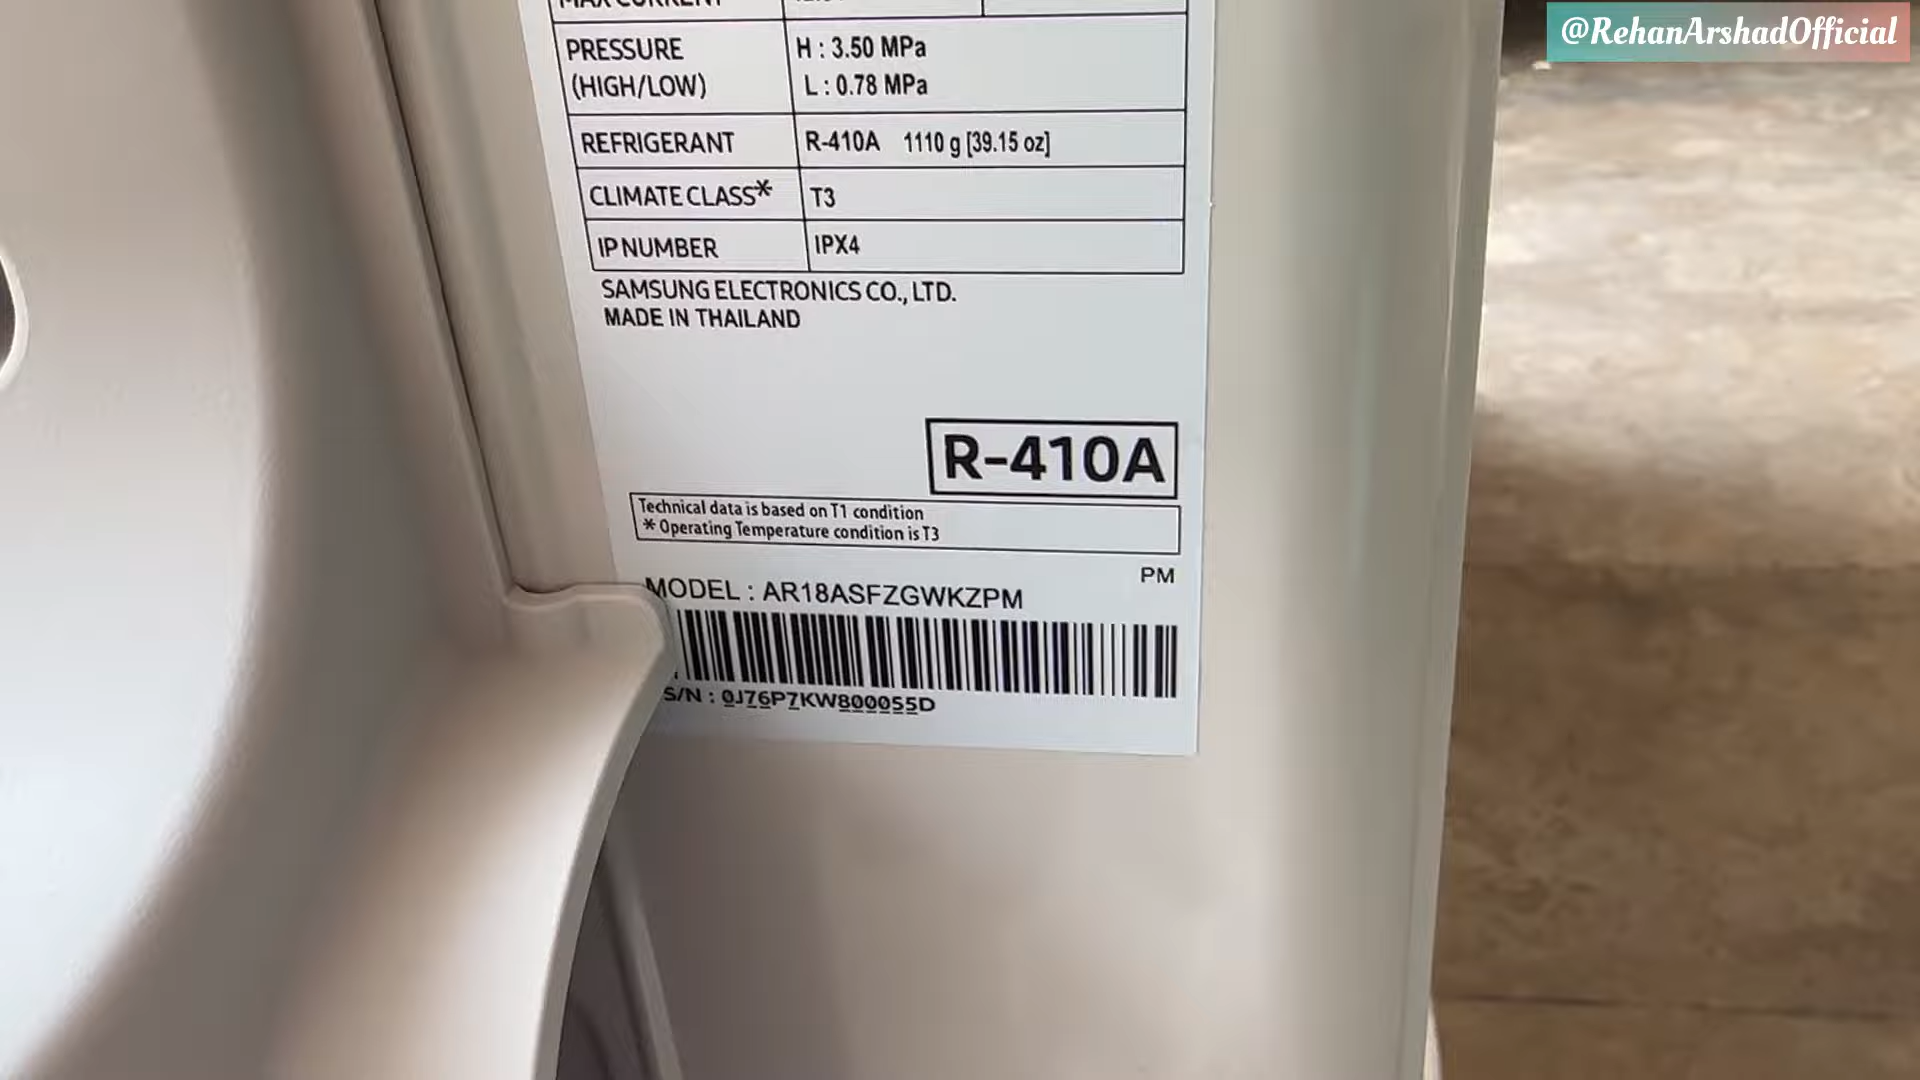 @RehanArshadOfficial
MAX CURRENT
PRESSURE (HIGH/LOW)
H : 3.50 MPa
L : 0.78 MPa
REFRIGERANT R-410A 1110 g [39.15 oz]
CLIMATE CLASS* T3
IP NUMBER IPX4
SAMSUNG ELECTRONICS CO., LTD.
MADE IN THAILAND
R-410A
Technical data is based on T1 condition
* Operating Temperature condition is T3
PM
MODEL : AR18ASFZGWKZPM
S/N : 0J76P7KW800055D